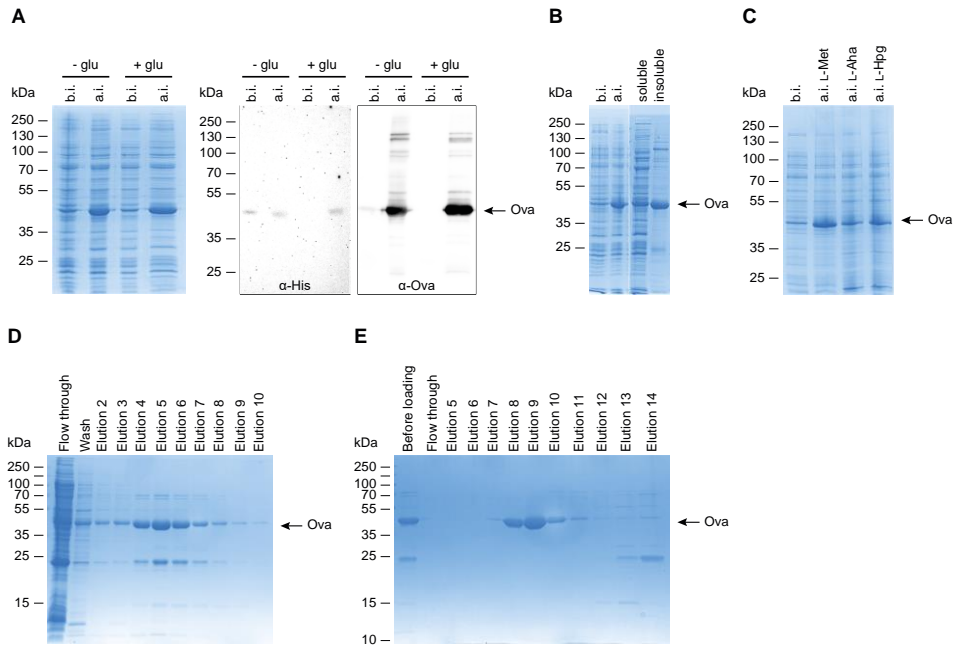 A
- glu + glu
kDa b.i. a.i. b.i. a.i.
250
130
100
70
55
35
25
- glu + glu - glu + glu
kDa b.i. a.i. b.i. a.i. b.i. a.i. b.i. a.i.
250
130
100
70
55
35
25
Ova
α-His α-Ova
B
kDa b.i. a.i. soluble insoluble
250
130
100
70
55
35
25
Ova
C
kDa b.i. a.i. L-Met a.i. L-Aha a.i. L-Hpg
250
130
100
70
55
35
25
Ova
D
kDa Flow through Wash Elution 2 Elution 3 Elution 4 Elution 5 Elution 6 Elution 7 Elution 8 Elution 9 Elution 10
250
100
70
55
35
25
15
Ova
E
kDa Before loading Flow through Elution 5 Elution 6 Elution 7 Elution 8 Elution 9 Elution 10 Elution 11 Elution 12 Elution 13 Elution 14
250
100
70
55
35
25
15
10
Ova